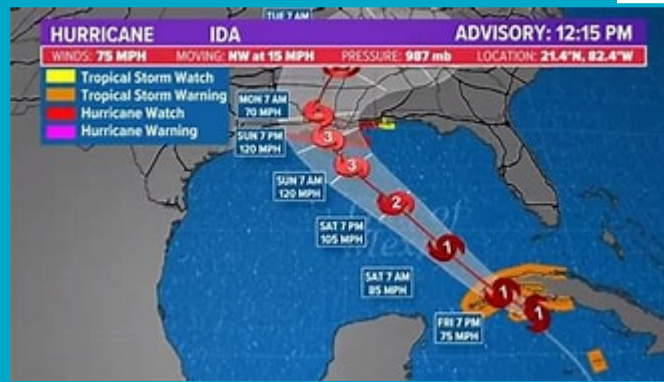 TUE 7 AM
HURRICANE IDA ADVISORY: 12:15 PM
WINDS: 75 MPH MOVING: NW at 15 MPH PRESSURE: 987 mb LOCATION: 21.4°N, 82.4°W
Tropical Storm Watch
Tropical Storm Warning
Hurricane Watch
Hurricane Warning
MON 7 AM
70 MPH
SUN 7 PM
120 MPH
3
3
SUN 7 AM
120 MPH
2
SAT 7 PM
105 MPH
Gulf of
Mexico
1
SAT 7 AM
85 MPH
1
1
FRI 7 PM
75 MPH